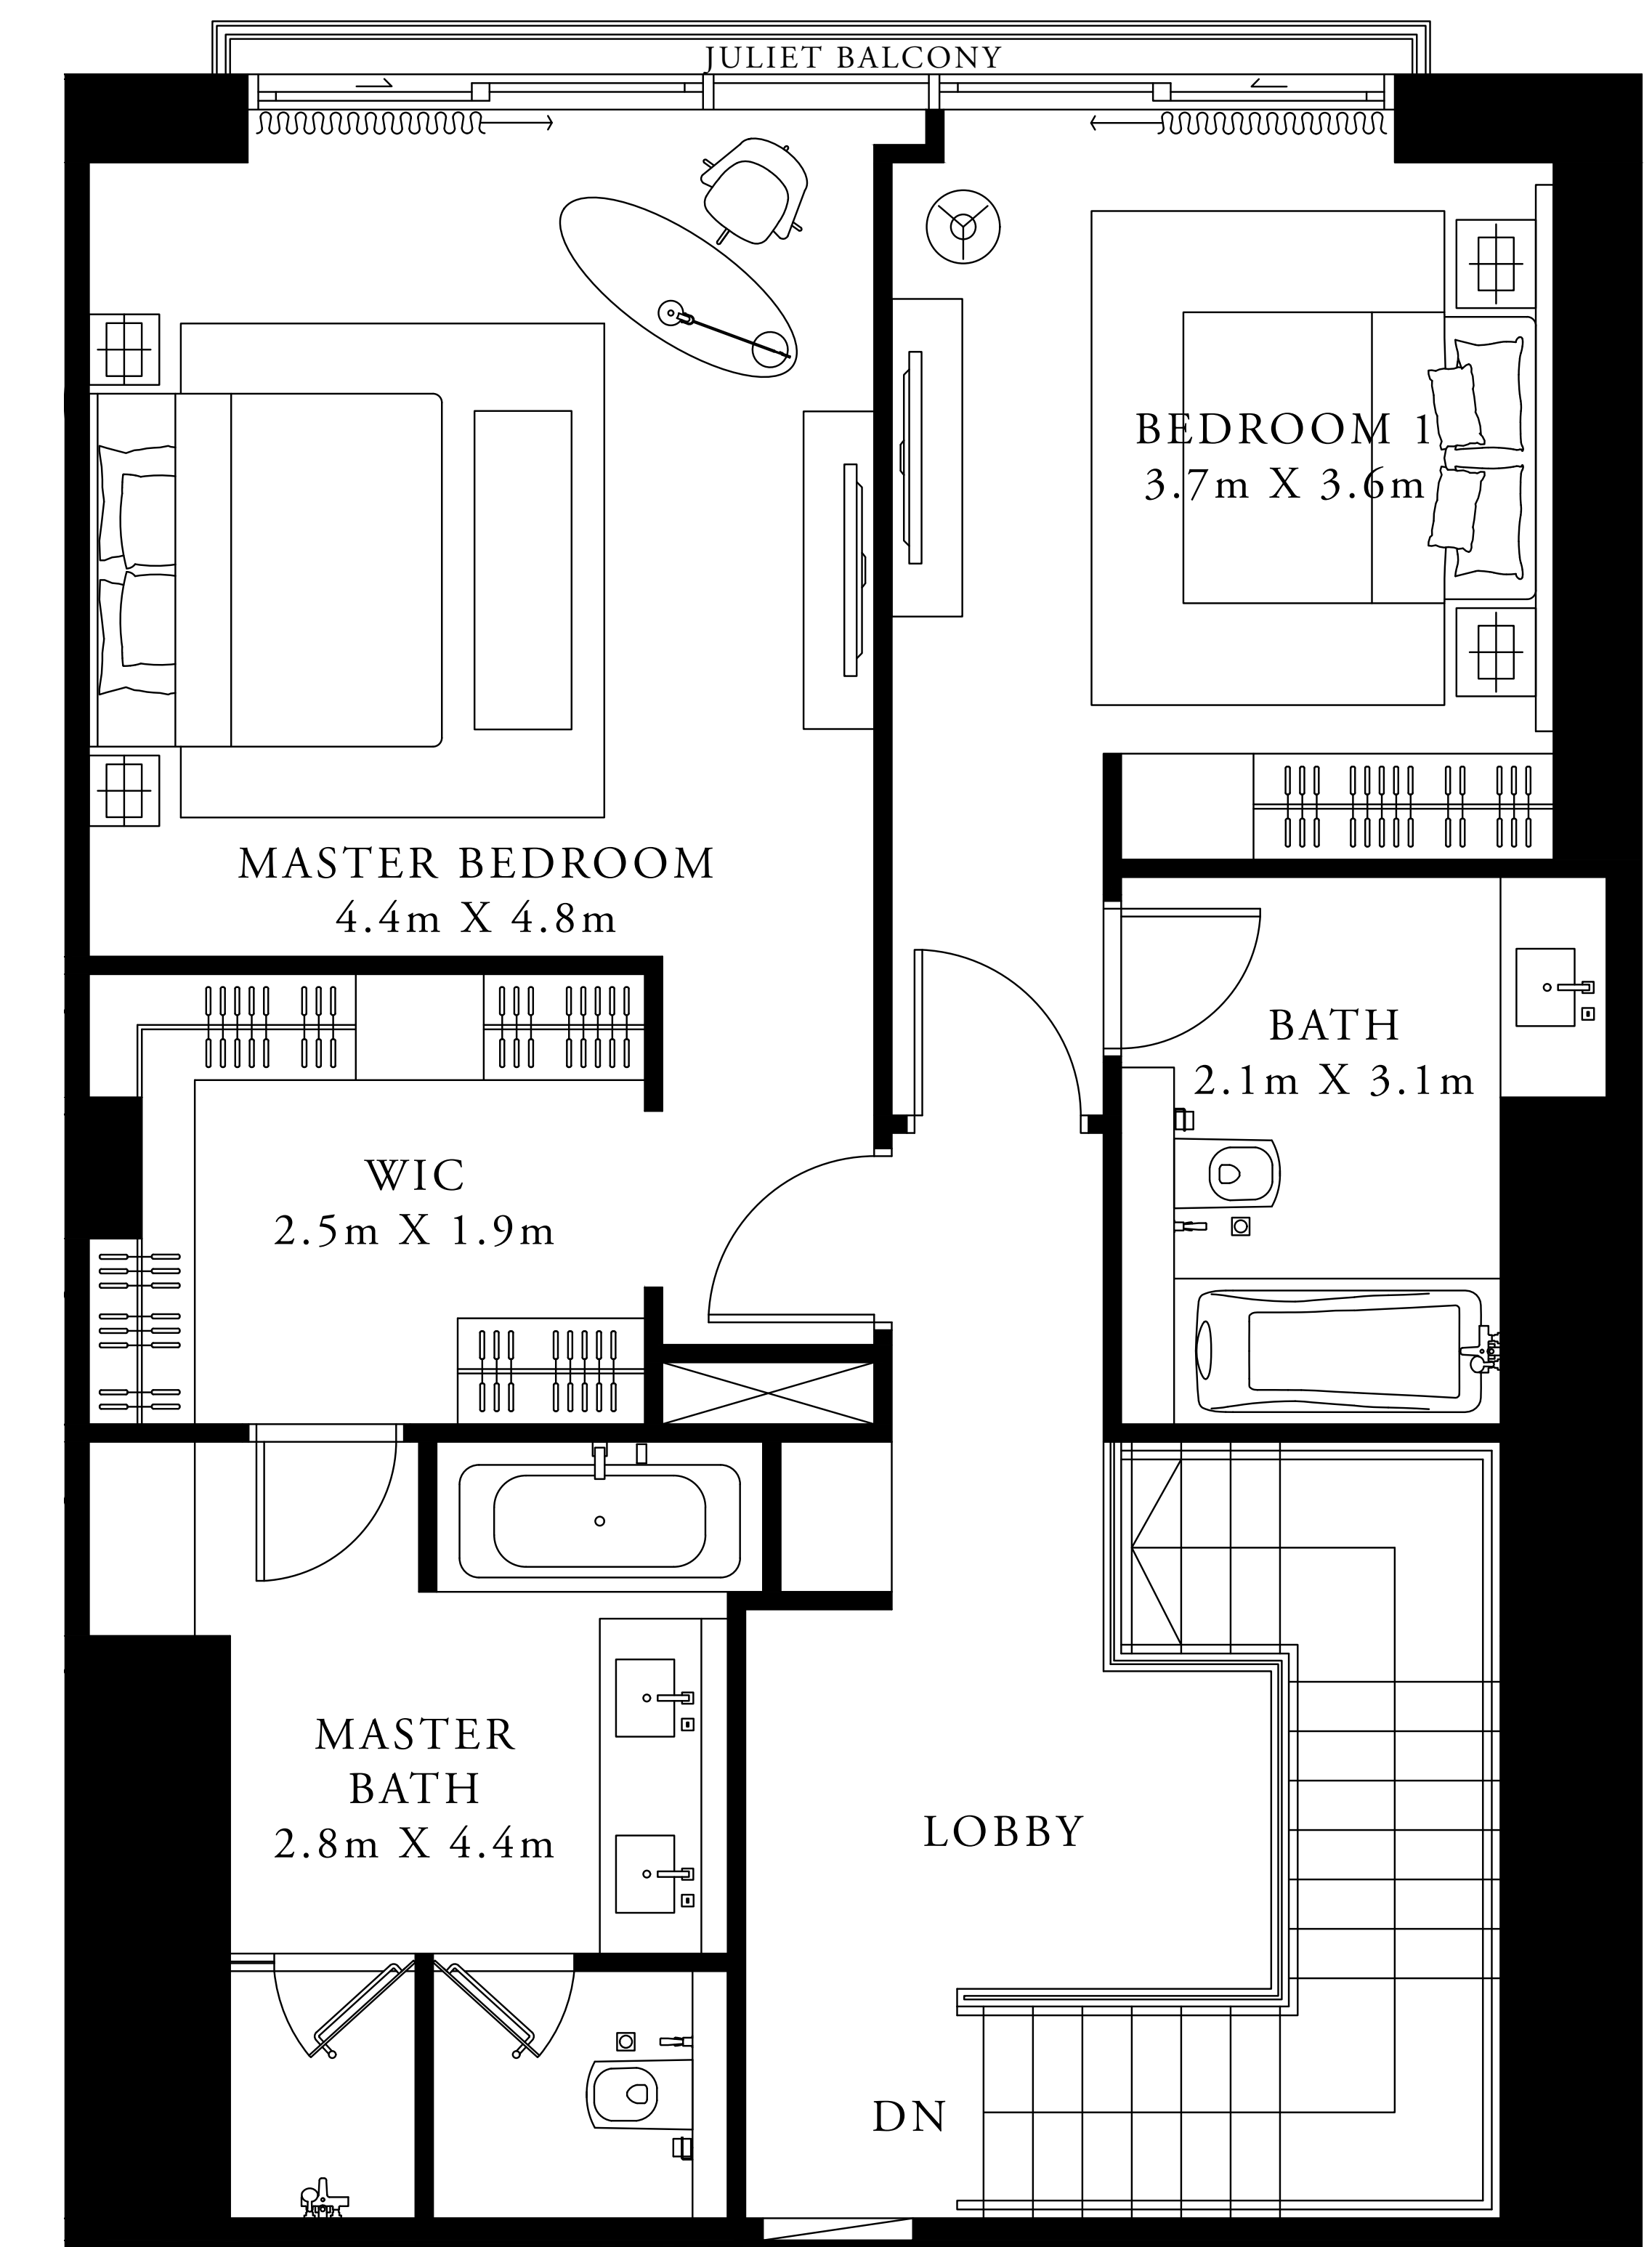 JULIET BALCONY
BEDROOM 1
3.7m X 3.6m
MASTER BEDROOM
4.4m X 4.8m
BATH
2.1m X 3.1m
WIC
2.5m X 1.9m
MASTER
BATH
2.8m X 4.4m
LOBBY
DN